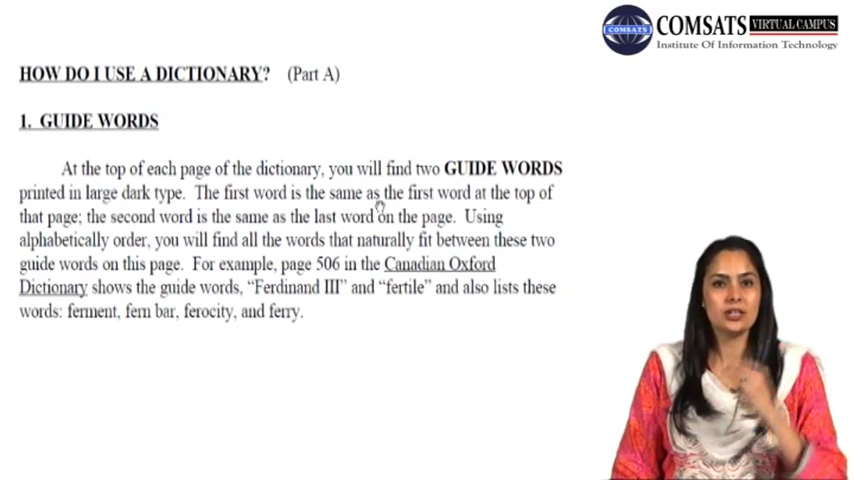 COMSATS
COMSATS VIRTUAL CAMPUS
Institute Of Information Technology
HOW DO I USE A DICTIONARY? (Part A)
1. GUIDE WORDS
At the top of each page of the dictionary, you will find two GUIDE WORDS
printed in large dark type. The first word is the same as the first word at the top of
that page; the second word is the same as the last word on the page. Using
alphabetically order, you will find all the words that naturally fit between these two
guide words on this page. For example, page 506 in the Canadian Oxford
Dictionary shows the guide words, “Ferdinand III” and “fertile” and also lists these
words: ferment, fern bar, ferocity, and ferry.